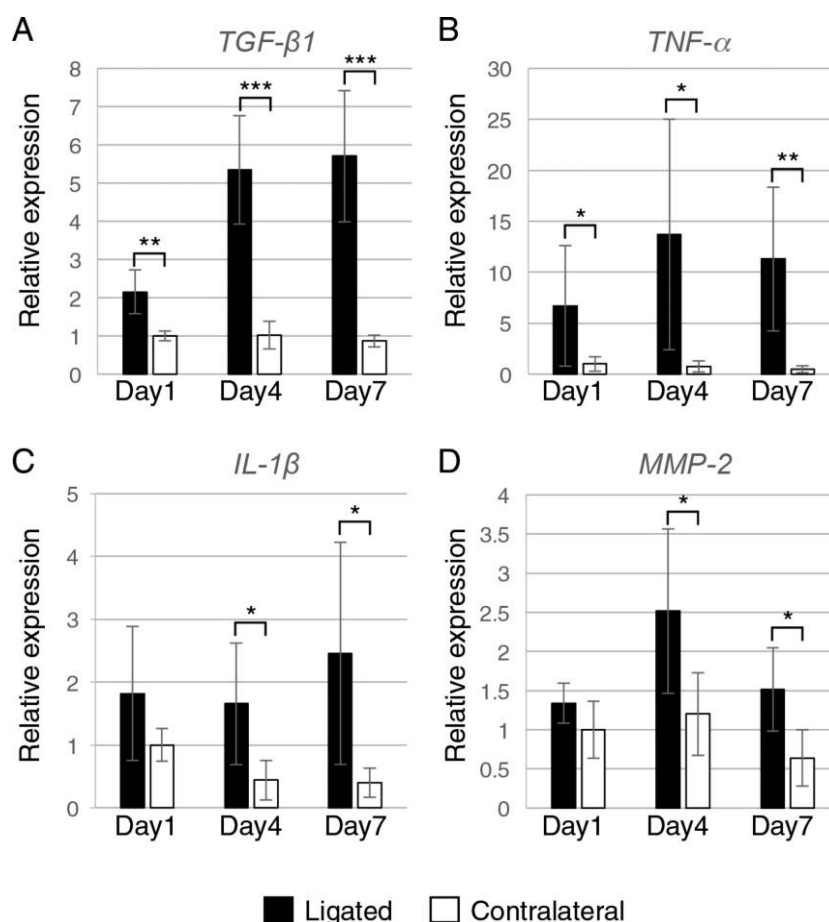 A
TGF-β1
Relative expression
8
7
6
5
4
3
2
1
0
**
***
***
Day1 Day4 Day7
B
TNF-α
Relative expression
30
25
20
15
10
5
0
*
*
**
Day1 Day4 Day7
C
IL-1β
Relative expression
5
4
3
2
1
0
*
*
Day1 Day4 Day7
D
MMP-2
Relative expression
4
3.5
3
2.5
2
1.5
1
0.5
0
*
*
Day1 Day4 Day7
Ligated Contralateral